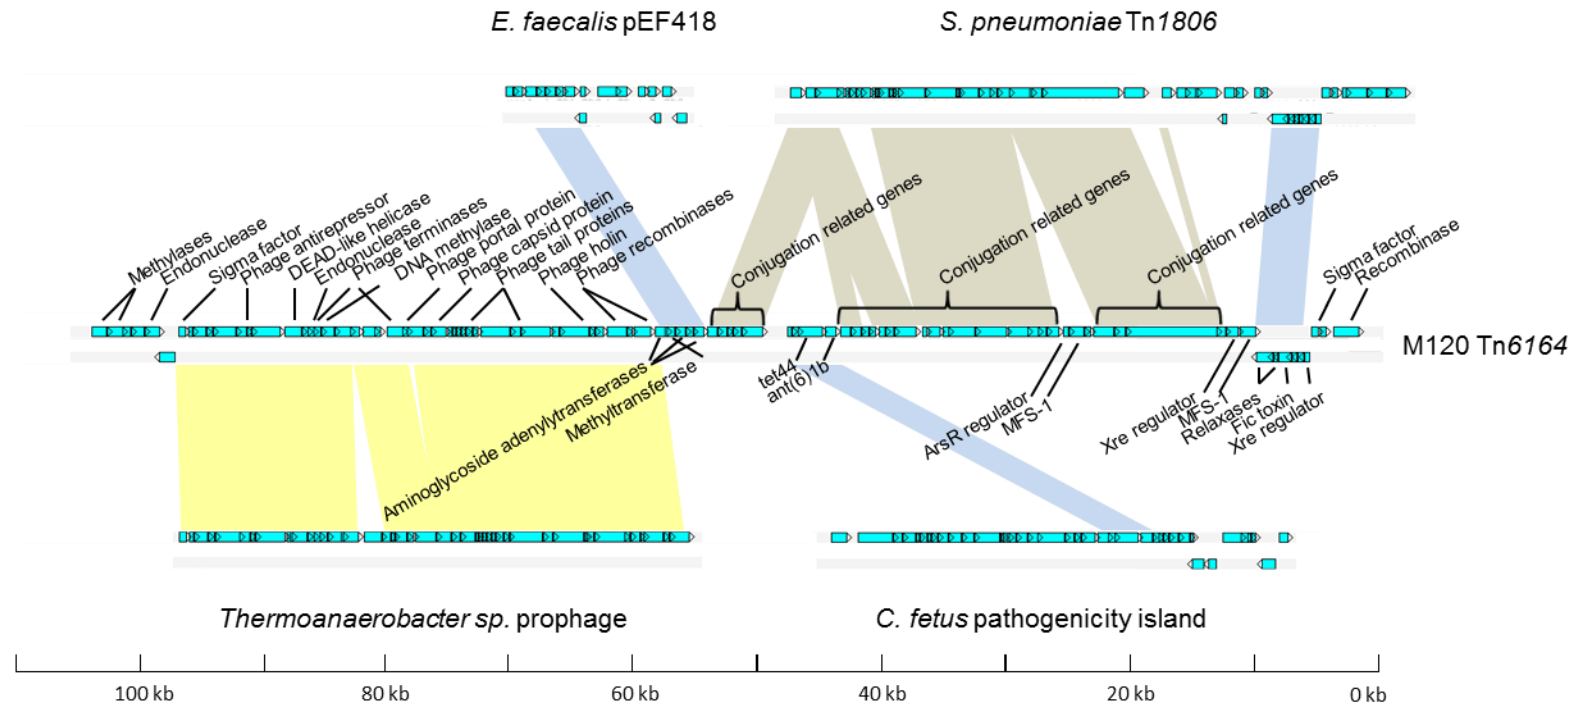 E. faecalis pEF418
S. pneumoniae Tn1806
Methylases
Endonuclease
Sigma factor
Phage antirepressor
DEAD-like helicase
Endonuclease
Phage terminases
DNA methylase
Phage portal protein
Phage capsid protein
Phage tail proteins
Phage holin
Phage recombinases
Conjugation related genes
Conjugation related genes
Conjugation related genes
Sigma factor
Recombinase
M120 Tn6164
Aminoglycoside adenylytransferases
Methyltransferase
tet44
ant(6)1b
ArsR regulator
MFS-1
Xre regulator
MFS-1
Relaxases
Fic toxin
Xre regulator
Thermoanaerobacter sp. prophage
C. fetus pathogenicity island
100 kb
80 kb
60 kb
40 kb
20 kb
0 kb